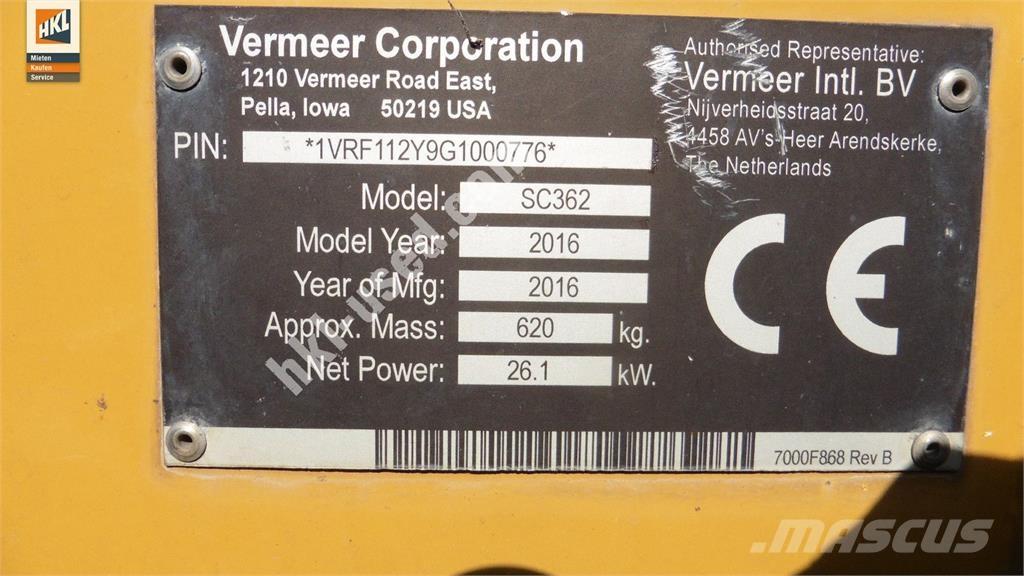 HKL
Mieten
Kaufen
Service
Vermeer Corporation
1210 Vermeer Road East,
Pella, Iowa 50219 USA
PIN: *1VRF112Y9G1000776*
Model: SC362
Model Year: 2016
Year of Mfg: 2016
Approx. Mass: 620 kg.
Net Power: 26.1 kW.
Authorised Representative:
Vermeer Intl. BV
Nijverheidsstraat 20,
4458 AV's-Heer Arendskerke,
The Netherlands
CE
7000F868 Rev B
hkl-used.com
MASCUS